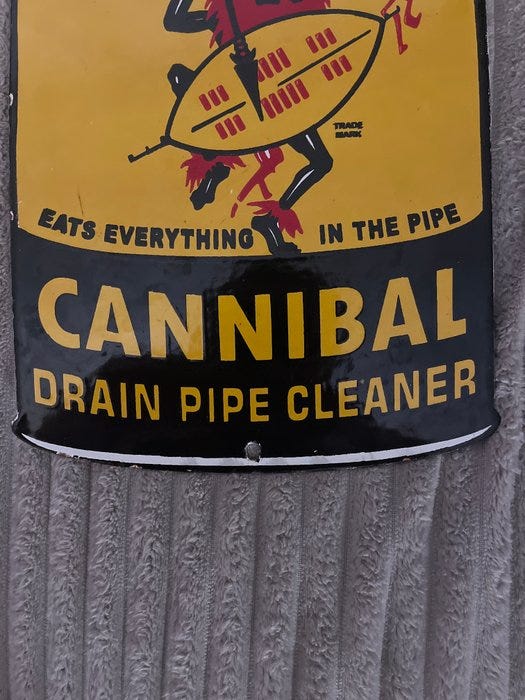 TRADE
MARK
EATS EVERYTHING IN THE PIPE
CANNIBAL
DRAIN PIPE CLEANER